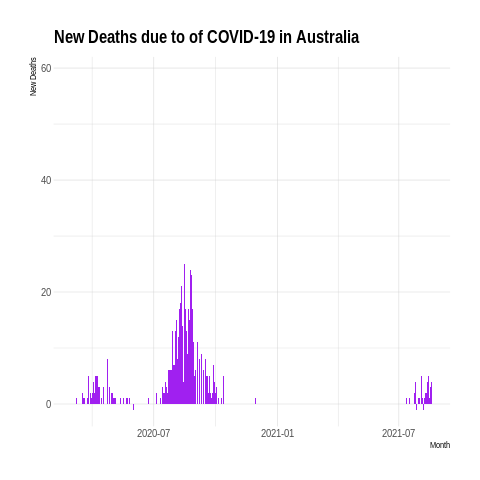 New Deaths due to of COVID-19 in Australia
New Deaths
60
40
20
0
2020-07
2021-01
2021-07
Month